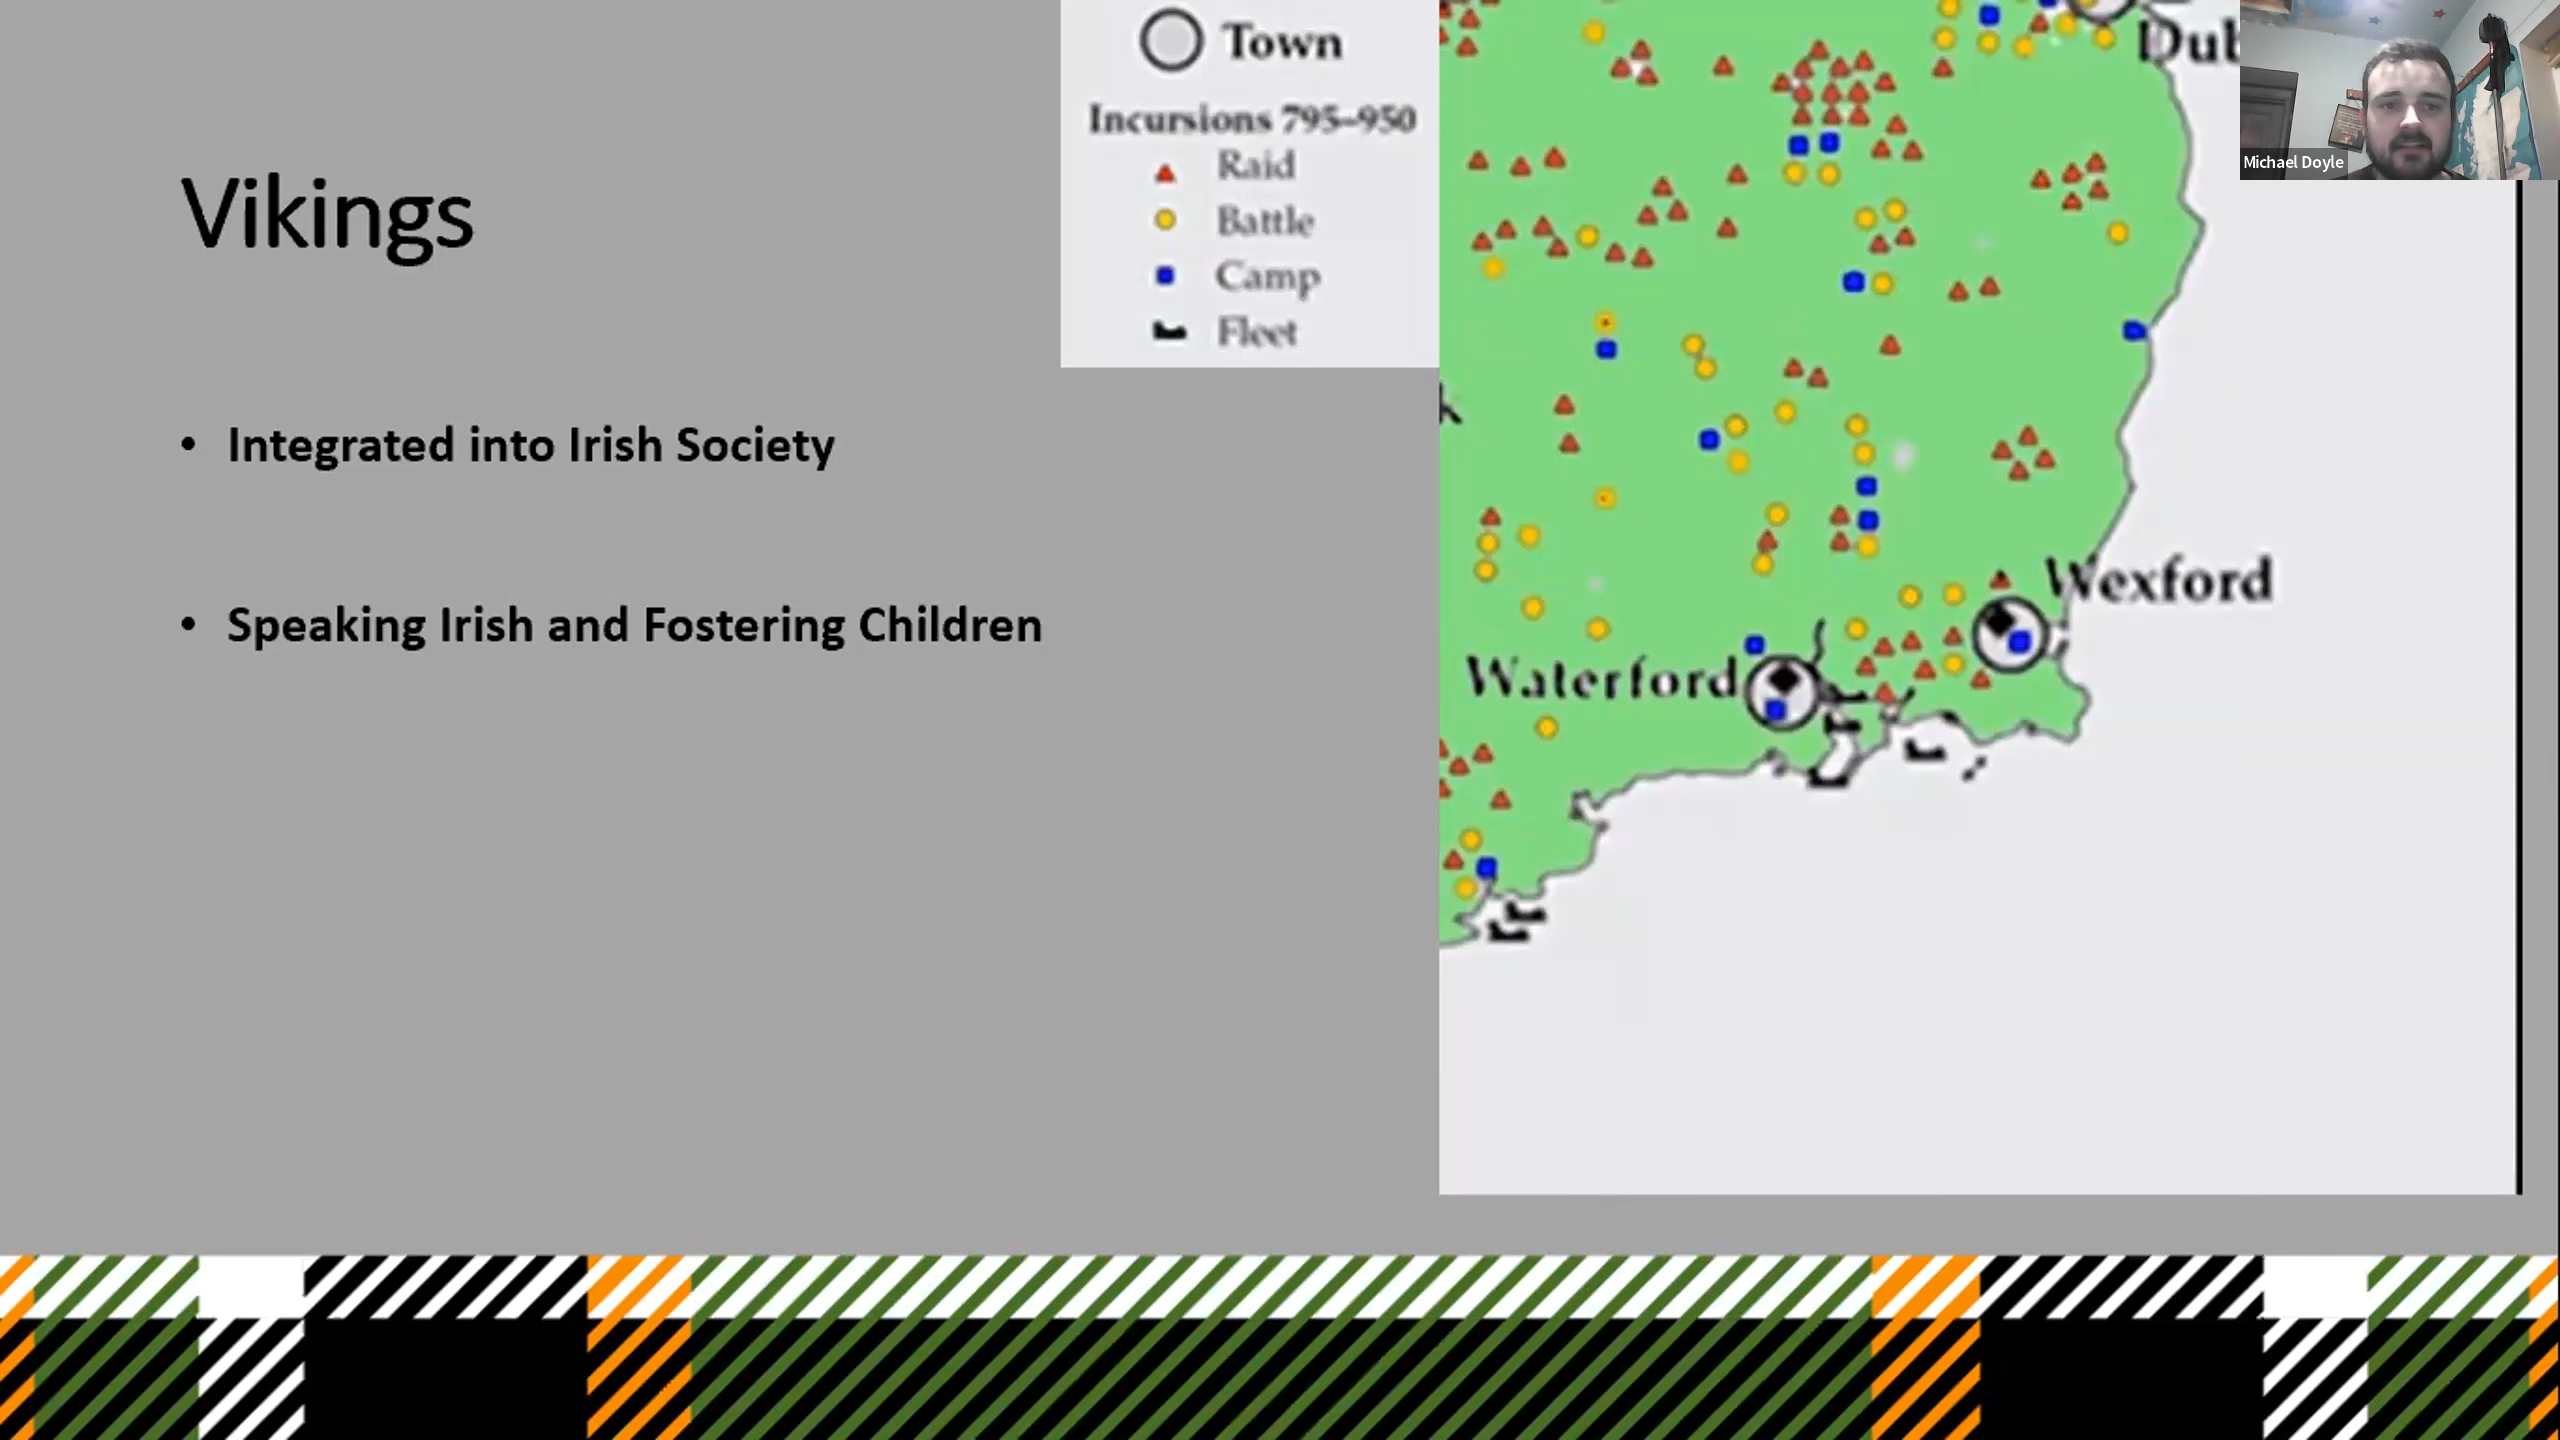 Vikings
• Integrated into Irish Society
• Speaking Irish and Fostering Children
Town
Incursions 795–950
Raid
Battle
Camp
Fleet
Dub
k
Wexford
Waterford
Michael Doyle